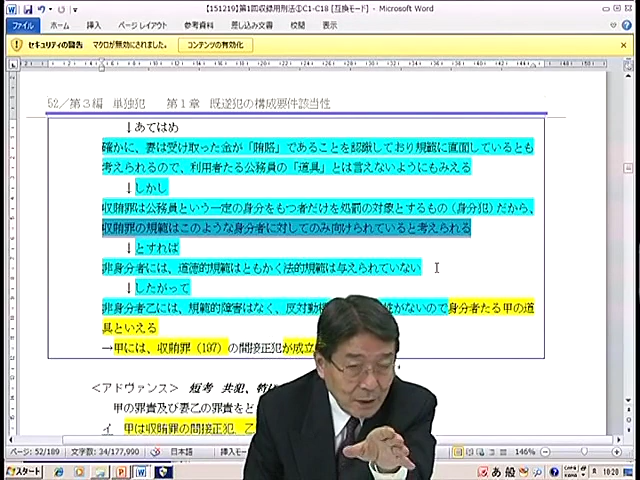 【151219】第1回収録用刑法①C1-C18 [互換モード] - Microsoft Word
ファイル ホーム 挿入 ページ レイアウト 参考資料 差し込み文書 校閲 表示
セキュリティの警告 マクロが無効にされました。 コンテンツの有効化
52／第3編 単独犯 第1章 既遂犯の構成要件該当性
↓あてはめ
確かに、妻は受け取った金が「賄賂」であることを認識しており規範に直面しているとも
考えられるので、利用者たる公務員の「道具」とは言えないようにもみえる
↓しかし
収賄罪は公務員という一定の身分をもつ者だけを処罰の対象とするもの（身分犯）だから、
収賄罪の規範はこのような身分者に対してのみ向けられていると考えられる
↓とすれば
非身分者には、道徳的規範はともかく法的規範は与えられていない
↓したがって
非身分者乙には、規範的障害はなく、反対動機 性がないので身分者たる甲の道
具といえる
→甲には、収賄罪（197）の間接正犯が成立
＜アドヴァンス＞ 短考 共犯、
甲の罪責及び妻乙の罪責を
イ 甲は収賄罪の間接正犯、乙
ページ: 52/189 文字数: 34/177,990 日本語 挿入モー 146%
スタート あ 般 10:20